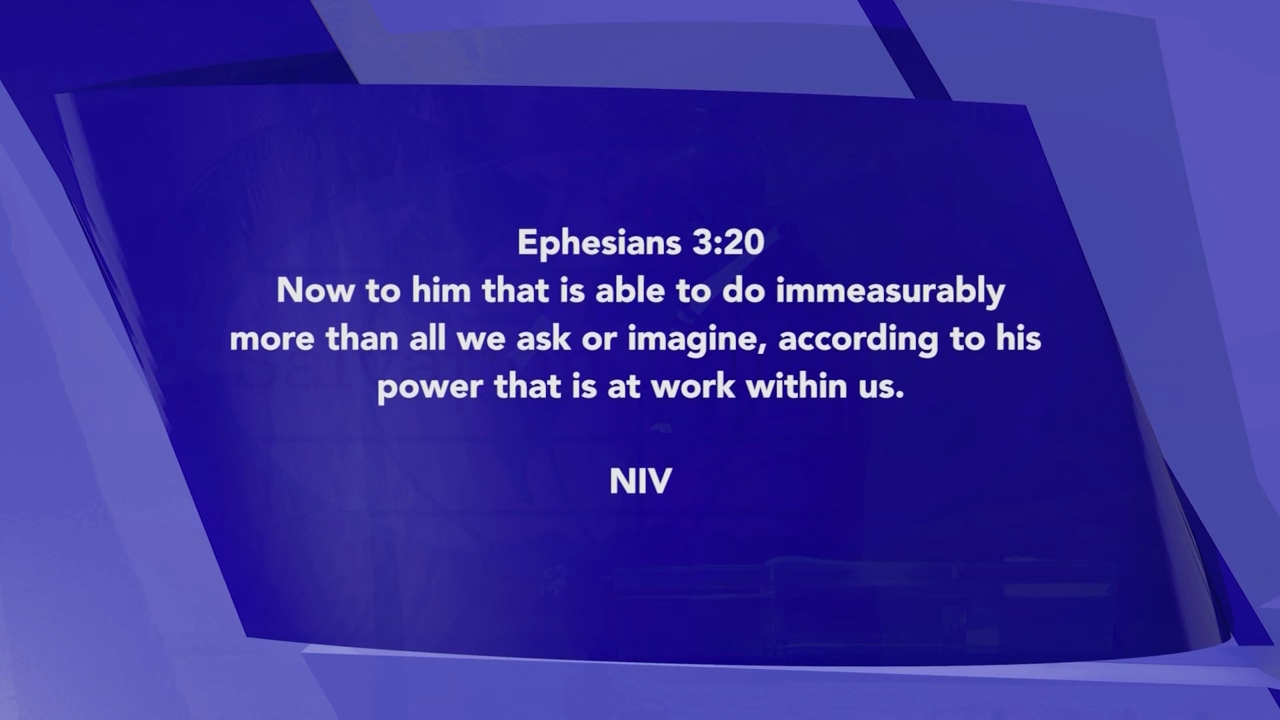 Ephesians 3:20
Now to him that is able to do immeasurably
more than all we ask or imagine, according to his
power that is at work within us.
NIV